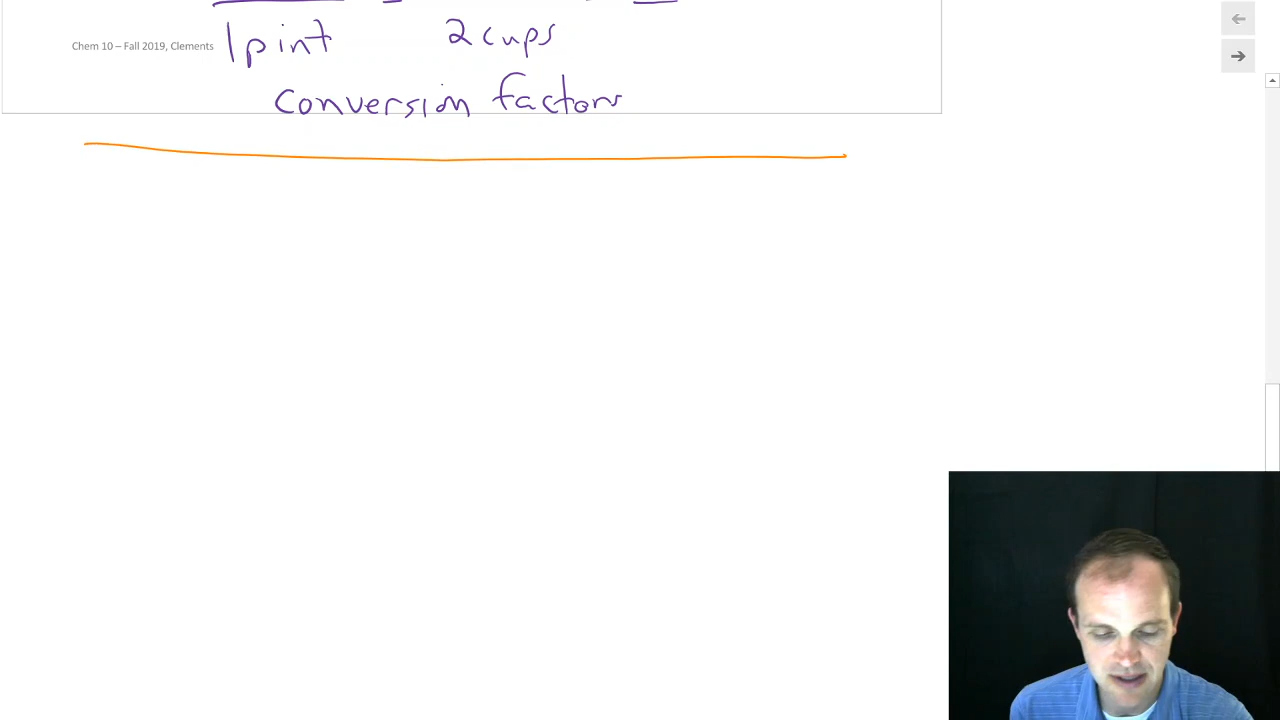 1 pint 2 cups
Chem 10 – Fall 2019, Clements
conversion factors